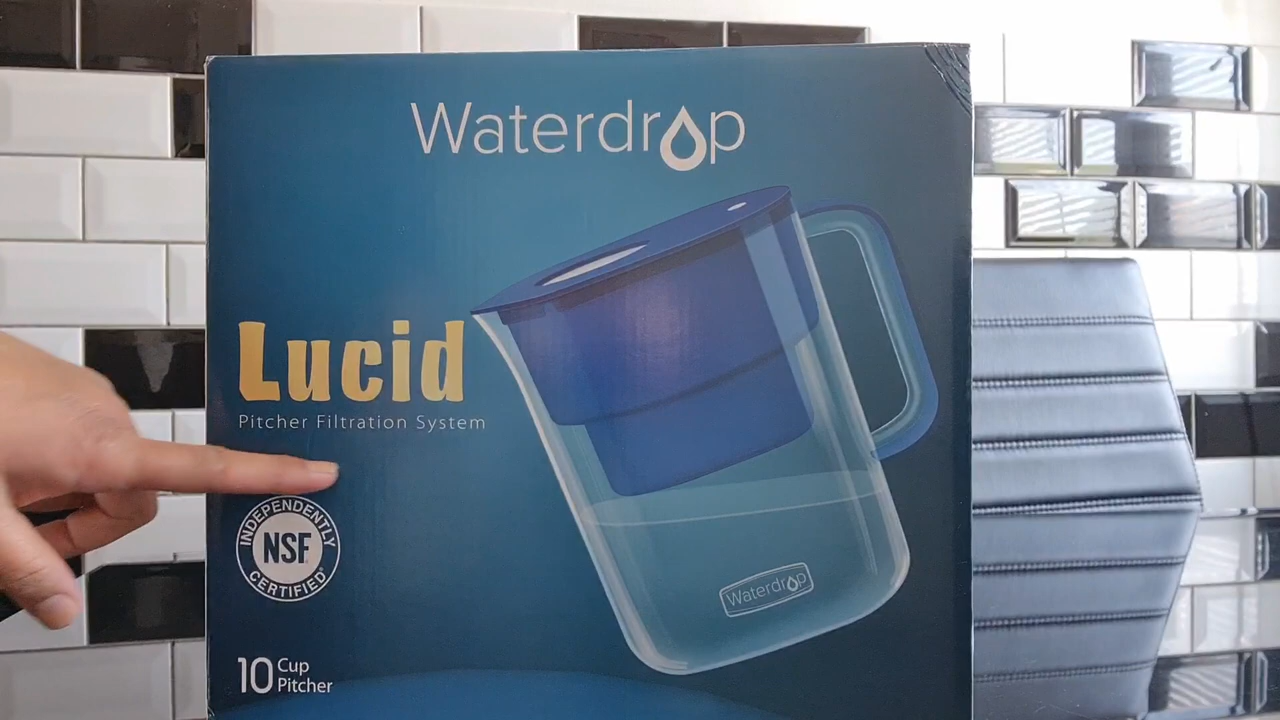 Waterdrop
Lucid
Pitcher Filtration System
INDEPENDENTLY
NSF
CERTIFIED
10 Cup
Pitcher
Waterdrop